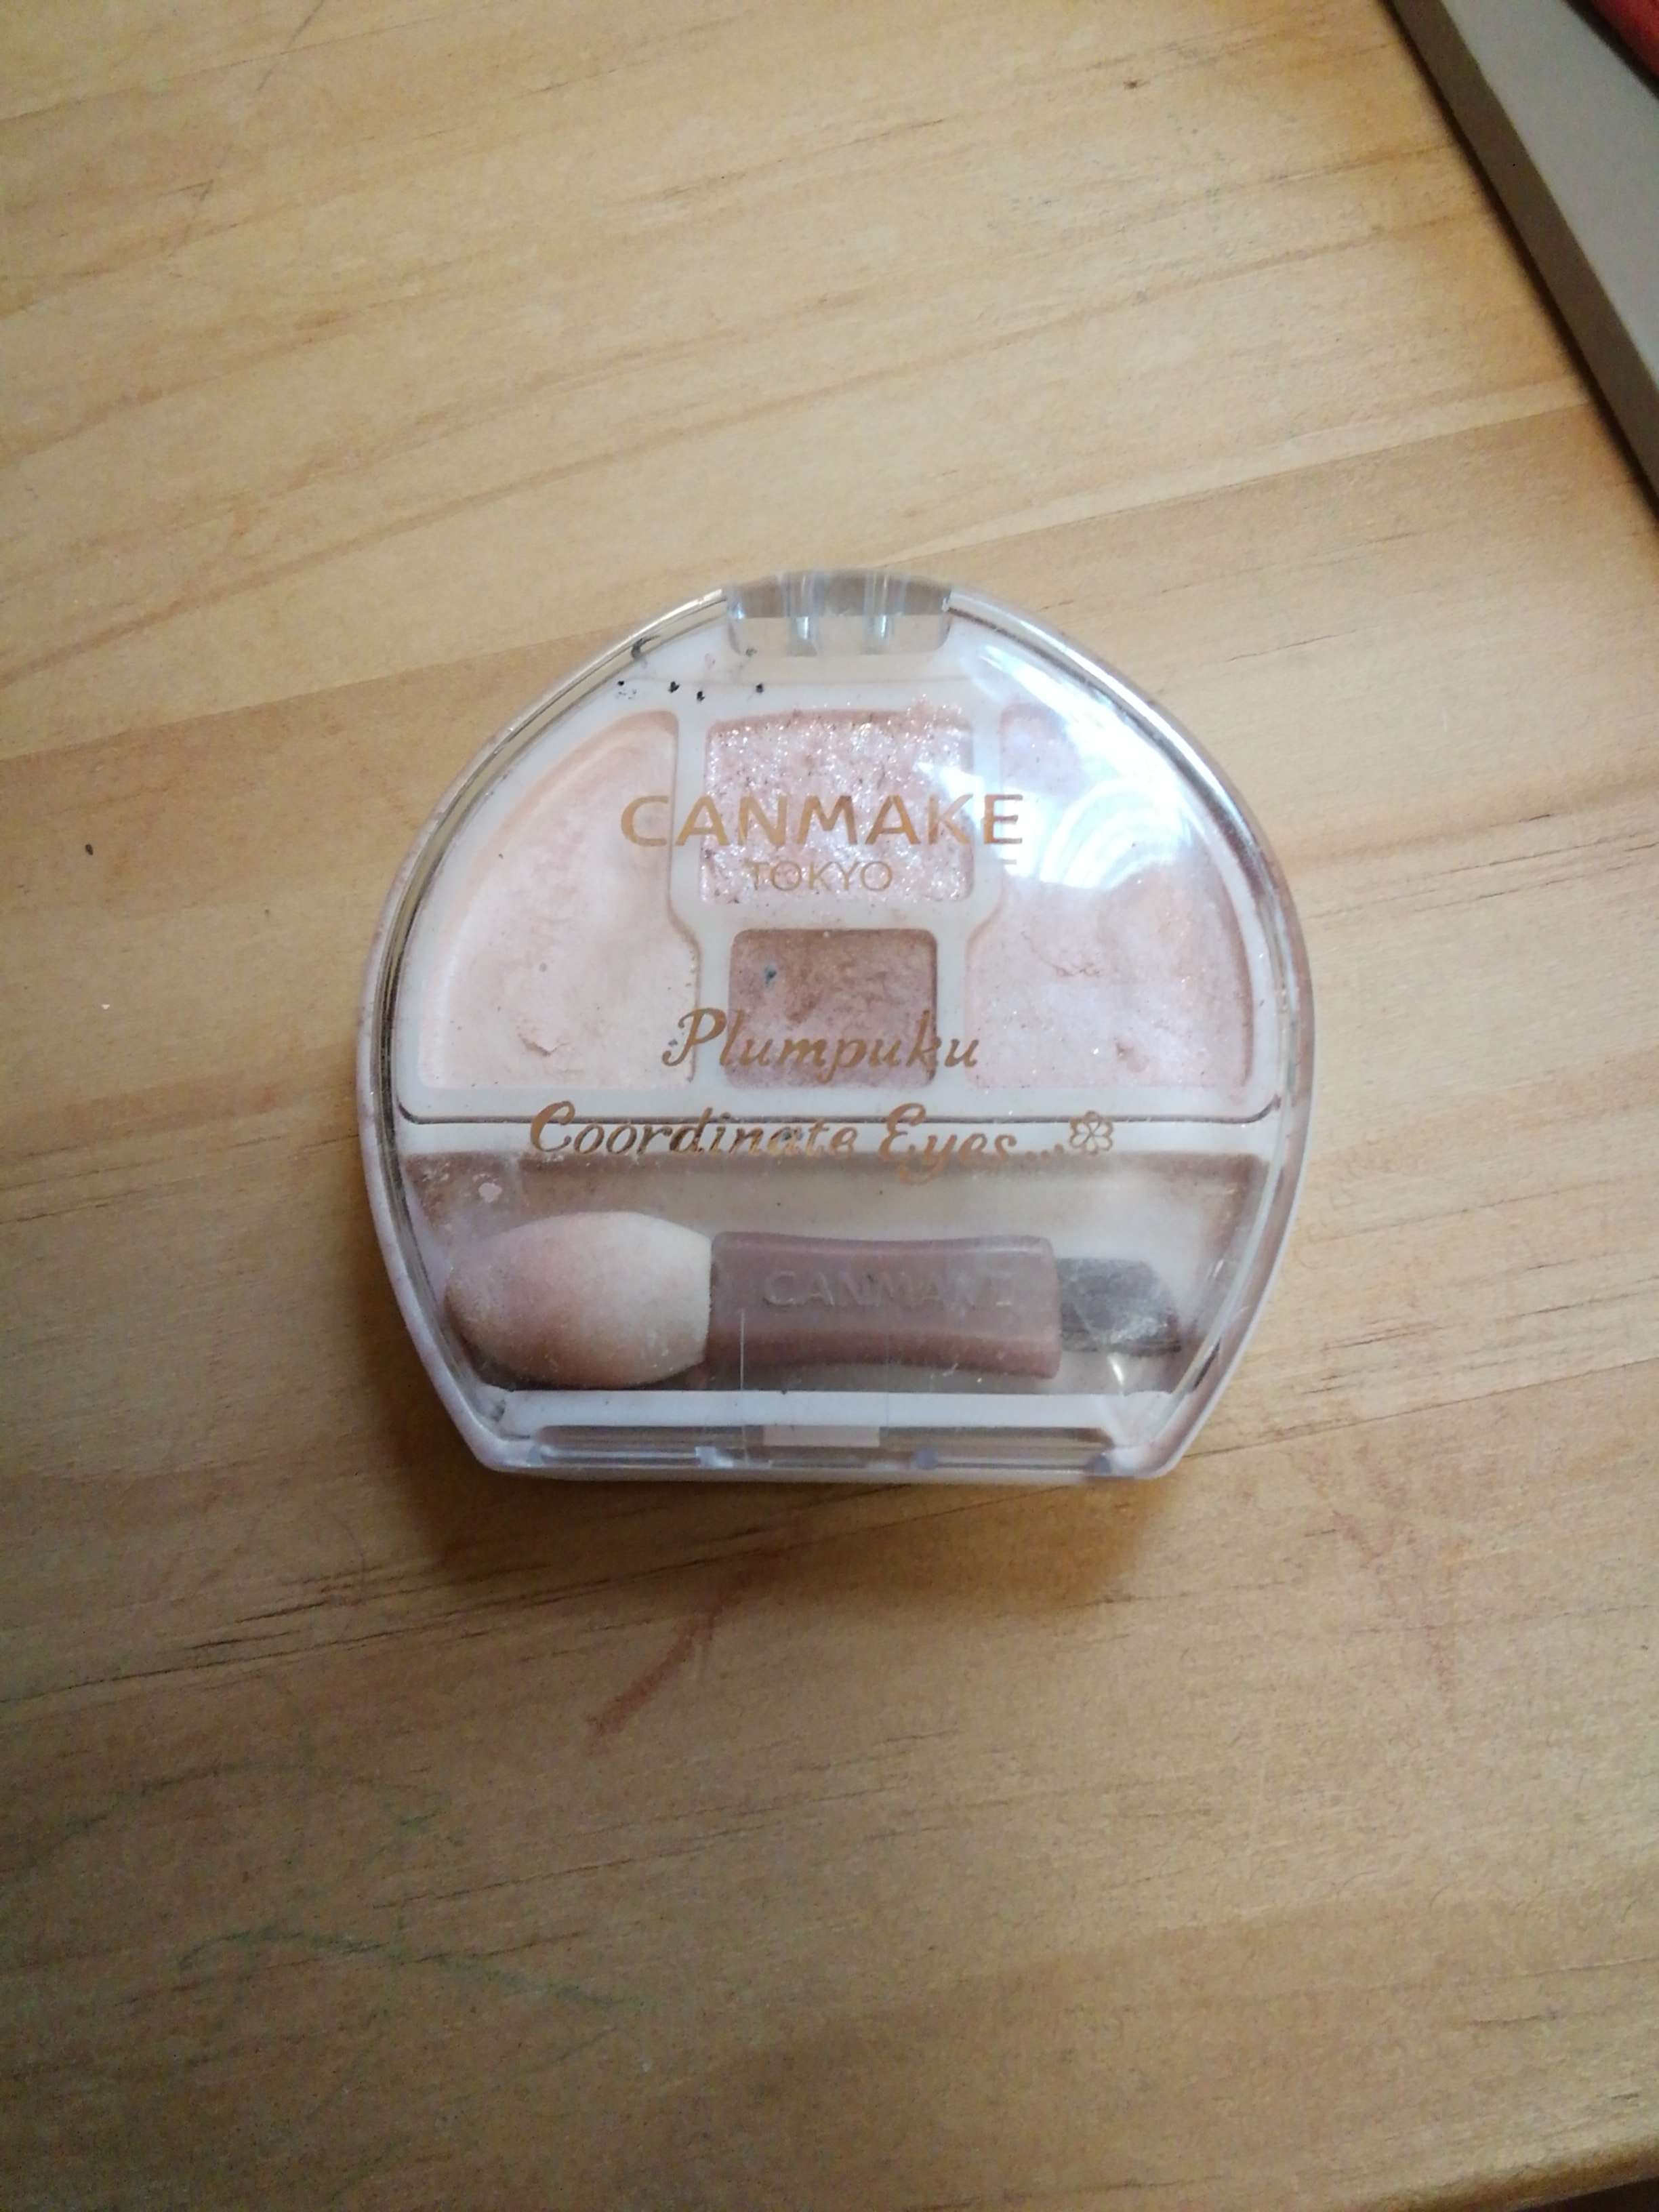 CANMAKE
TOKYO
Plumpuku
Coordinate Eyes...
CANMAKE